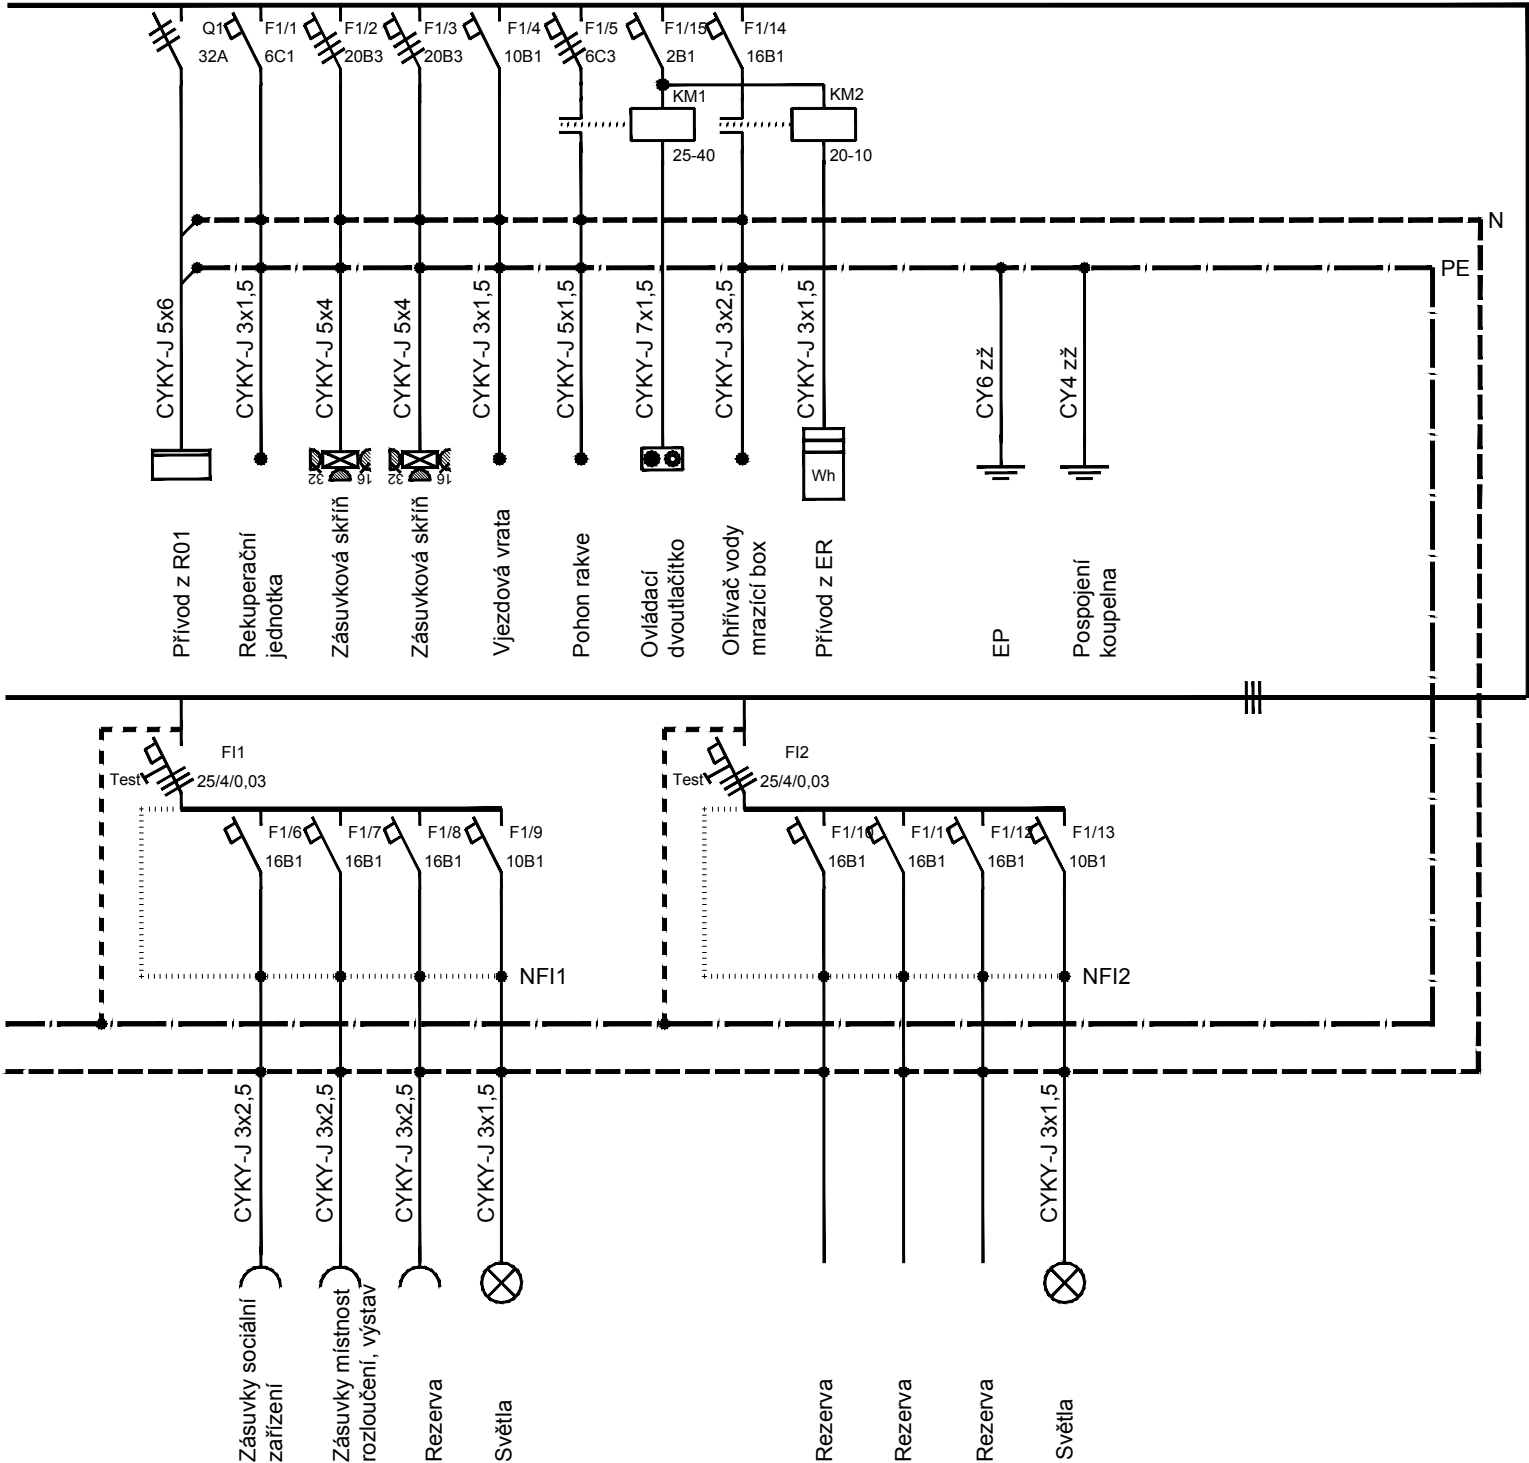 Q1
32A
F1/1
6C1
F1/2
20B3
F1/3
20B3
F1/4
10B1
F1/5
6C3
F1/15
2B1
F1/14
16B1
KM1
25-40
KM2
20-10
N
PE
CYKY-J 5x6
CYKY-J 3x1,5
CYKY-J 5x4
CYKY-J 5x4
CYKY-J 3x1,5
CYKY-J 5x1,5
CYKY-J 7x1,5
CYKY-J 3x2,5
CYKY-J 3x1,5
CY6 zž
CY4 zž
32
16
32
16
Wh
Přívod z R01
Rekuperační
jednotka
Zásuvková skříň
Zásuvková skříň
Vjezdová vrata
Pohon rakve
Ovládací
dvoutlačítko
Ohřívač vody
mrazící box
Přívod z ER
EP
Pospojení
koupelna
FI1
Test
25/4/0,03
FI2
Test
25/4/0,03
F1/6
16B1
F1/7
16B1
F1/8
16B1
F1/9
10B1
F1/10
16B1
F1/1
16B1
F1/12
16B1
F1/13
10B1
NFI1
NFI2
CYKY-J 3x2,5
CYKY-J 3x2,5
CYKY-J 3x2,5
CYKY-J 3x1,5
CYKY-J 3x1,5
Zásuvky sociální
zařízení
Zásuvky místnost
rozloučení, výstav
Rezerva
Světla
Rezerva
Rezerva
Rezerva
Světla